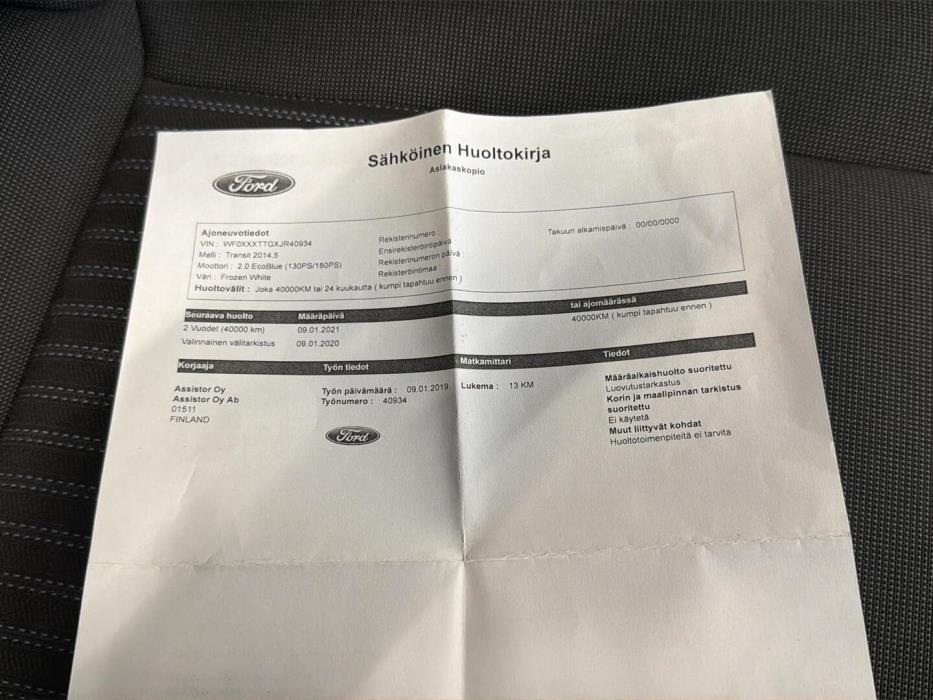 Sähköinen Huoltokirja
Asiakaskopio
Ford
Ajoneuvotiedot
VIN : WF0XXXTTGXJR40934
Malli : Transit 2014.5
Moottori : 2.0 EcoBlue (130PS/180PS)
Väri : Frozen White
Rekisterinumero
Ensirekisteröintipäivä
Rekisterinumeron päivä :
Rekisteröintimaa
Takuun alkamispäivä : 00/00/0000
Huoltovälit : Joka 40000KM tai 24 kuukautta ( kumpi tapahtuu ennen )
Seuraava huolto Määräpäivä tai ajomäärässä
2 Vuodet (40000 km) 09.01.2021 40000KM ( kumpi tapahtuu ennen )
Valinnainen välitarkistus 09.01.2020
Korjaaja Työn tiedot Matkamittari Tiedot
Assistor Oy
Assistor Oy Ab
01511
FINLAND
Työn päivämäärä : 09.01.2019
Työnumero : 40934
Ford
Lukema : 13 KM
Määräaikaishuolto suoritettu
Luovutustarkastus
Korin ja maalipinnan tarkistus
suoritettu
Ei käytetä
Muut liittyvät kohdat
Huoltotoimenpiteitä ei tarvita